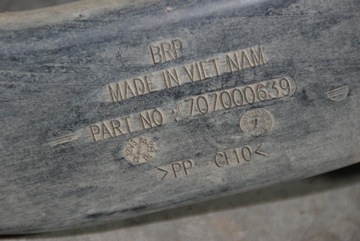 BRP
MADE IN VIET NAM
PART NO : 707000639
>PP - GF10<